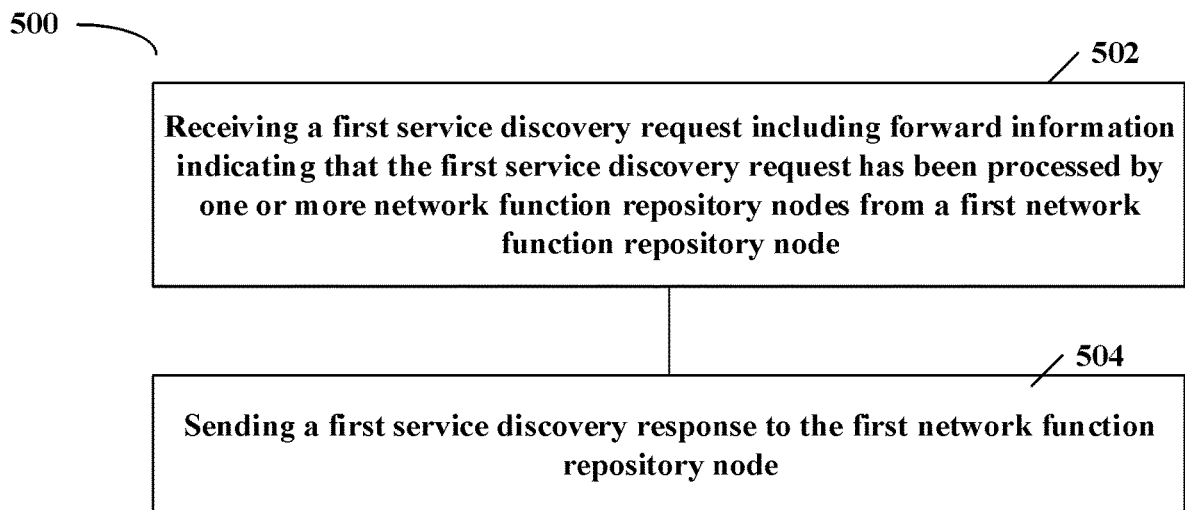 500
502
Receiving a first service discovery request including forward information
indicating that the first service discovery request has been processed by
one or more network function repository nodes from a first network
function repository node
504
Sending a first service discovery response to the first network function
repository node